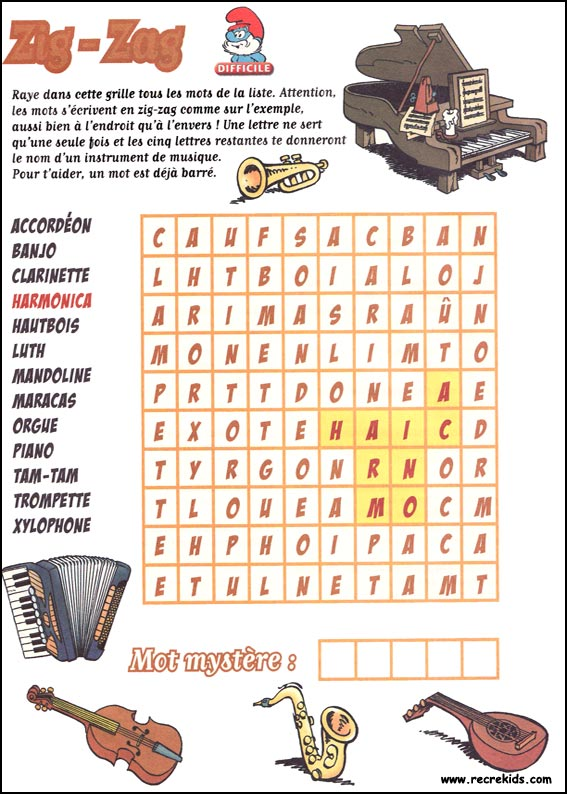 Zig-Zag
DIFFICILE
Raye dans cette grille tous les mots de la liste. Attention,
les mots s'écrivent en zig-zag comme sur l'exemple,
aussi bien à l'endroit qu'à l'envers ! Une lettre ne sert
qu'une seule fois et les cinq lettres restantes te donneront
le nom d'un instrument de musique.
Pour t'aider, un mot est déjà barré.
ACCORDÉON
BANJO
CLARINETTE
HARMONICA
HAUTBOIS
LUTH
MANDOLINE
MARACAS
ORGUE
PIANO
TAM-TAM
TROMPETTE
XYLOPHONE
C A U F S A C B A N
L H T B O I A L O J
A R I M A S R A Û N
M O N E N L I M T O
P R T T D O N E A E
E X O T E H A I C D
T Y R G O N R N O R
T L O U E A M O C M
E H P H O I P A C A
E T U L N E T A M T
Mot mystère :
www.recrekids.com